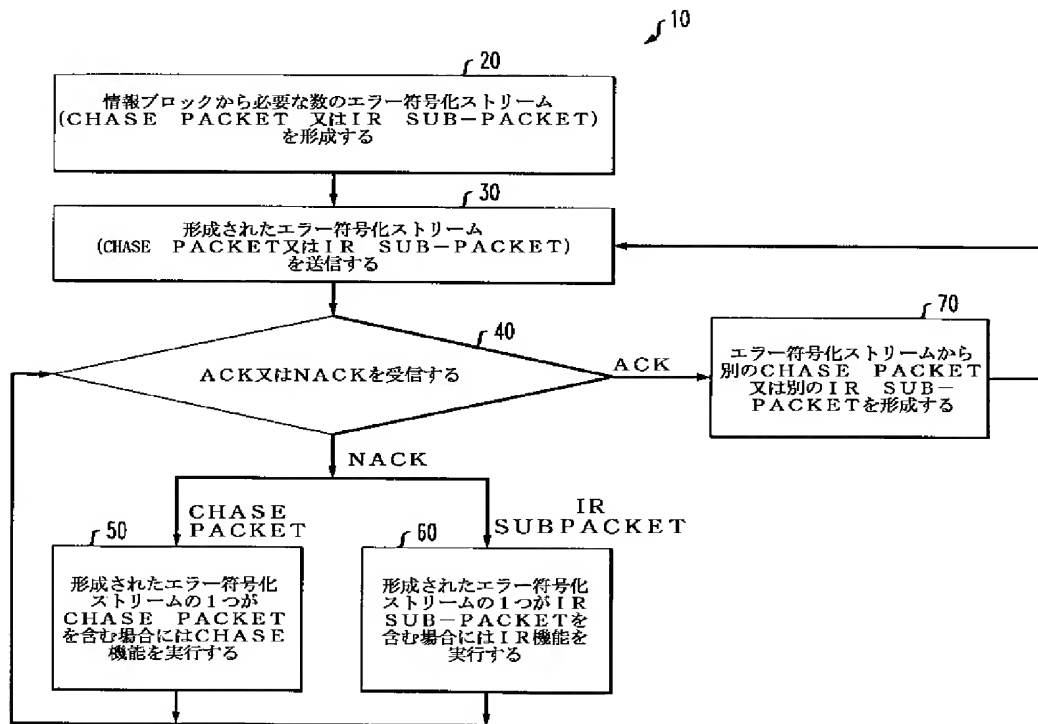 10
20
情報ブロックから必要な数のエラー符号化ストリーム
(CHASE PACKET 又はIR SUB-PACKET)
を形成する
30
形成されたエラー符号化ストリーム
(CHASE PACKET又はIR SUB-PACKET)
を送信する
40
ACK又はNACKを受信する
ACK
70
エラー符号化ストリームから
別のCHASE PACKET
又は別のIR SUB-
PACKETを形成する
NACK
CHASE
PACKET
IR
SUBPACKET
50
形成されたエラー符号化
ストリームの1つが
CHASE PACKET
を含む場合にはCHASE
機能を実行する
60
形成されたエラー符号化
ストリームの1つがIR
SUB-PACKETを
含む場合にはIR機能を
実行する